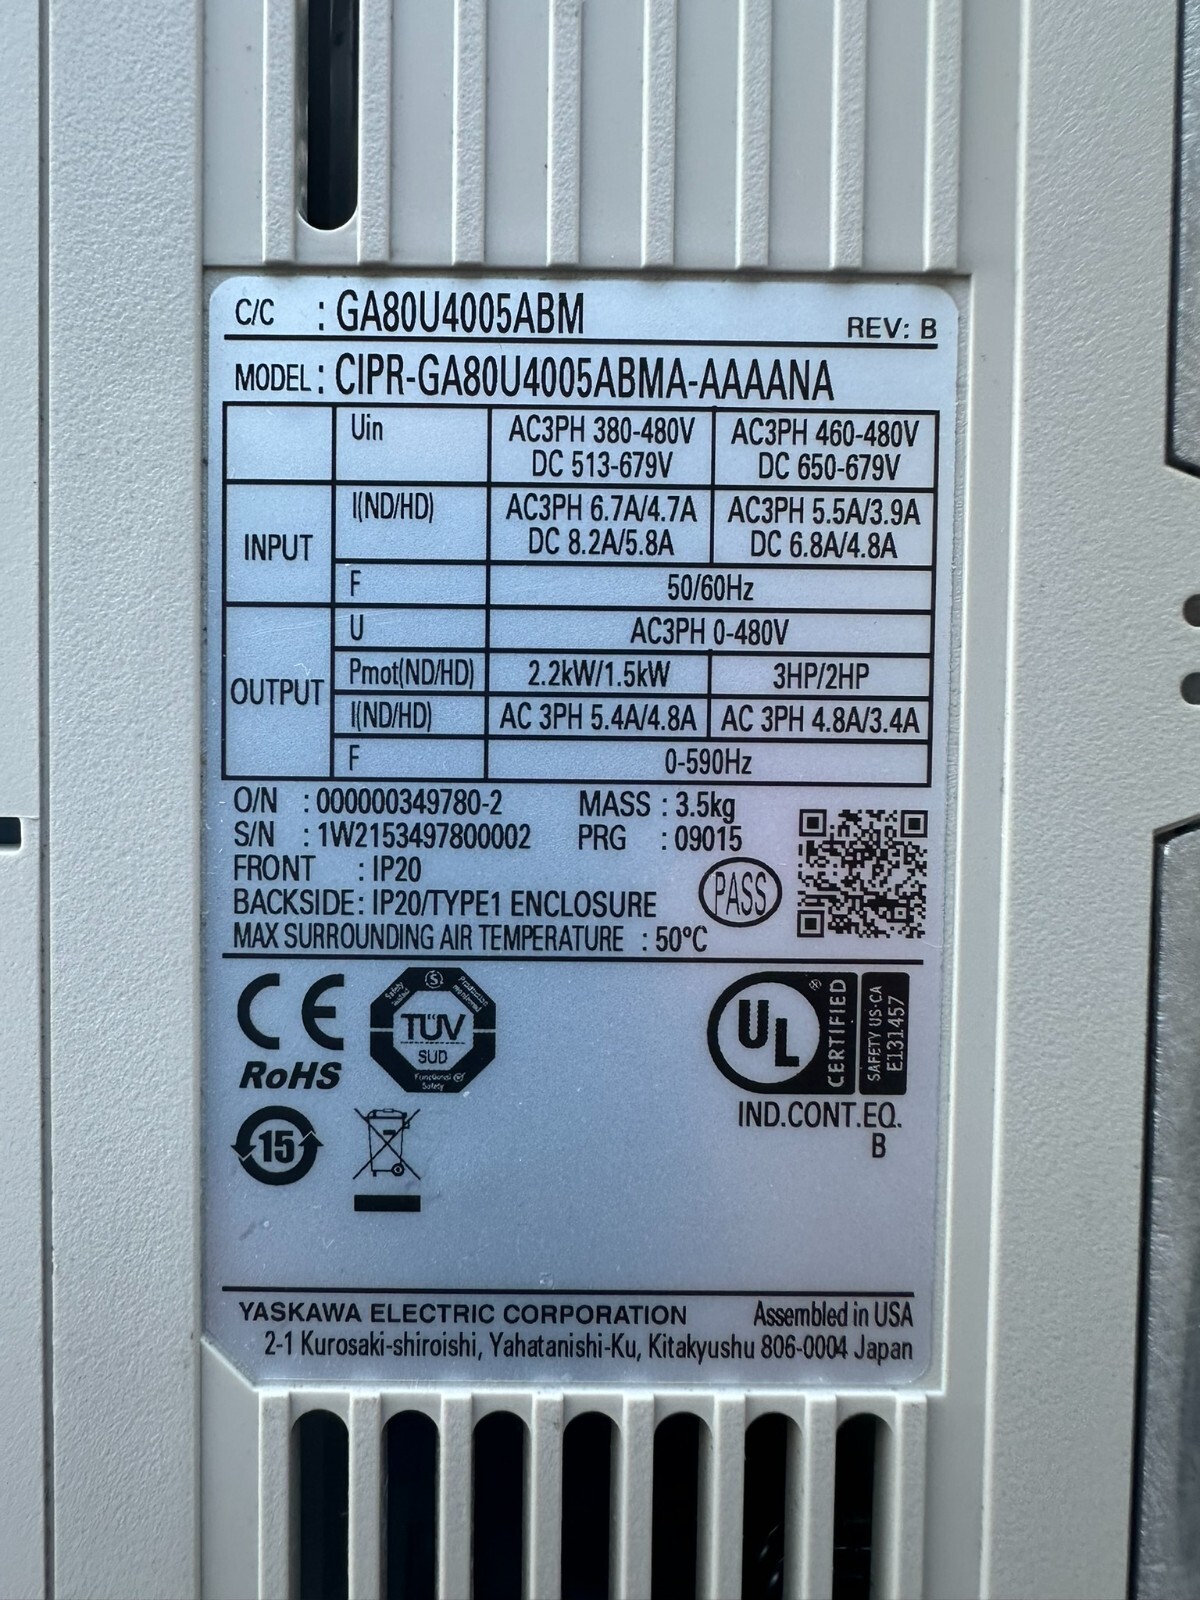 C/C : GA80U4005ABM REV: B
MODEL: CIPR-GA80U4005ABMA-AAAANA
Uin AC3PH 380-480V AC3PH 460-480V
DC 513-679V DC 650-679V
INPUT I(ND/HD) AC3PH 6.7A/4.7A AC3PH 5.5A/3.9A
DC 8.2A/5.8A DC 6.8A/4.8A
F 50/60Hz
OUTPUT U AC3PH 0-480V
Pmot(ND/HD) 2.2kW/1.5kW 3HP/2HP
I(ND/HD) AC 3PH 5.4A/4.8A AC 3PH 4.8A/3.4A
F 0-590Hz
O/N : 000000349780-2 MASS : 3.5kg
S/N : 1W2153497800002 PRG : 09015
FRONT : IP20
BACKSIDE: IP20/TYPE1 ENCLOSURE
PASS
MAX SURROUNDING AIR TEMPERATURE : 50°C
CE
RoHS
S
Safety
TÜV
SUD
Functional
Safety
UL ® CERTIFIED
SAFETY US·CA
E131457
IND.CONT.EQ.
B
15
YASKAWA ELECTRIC CORPORATION Assembled in USA
2-1 Kurosaki-shiroishi, Yahatanishi-Ku, Kitakyushu 806-0004 Japan